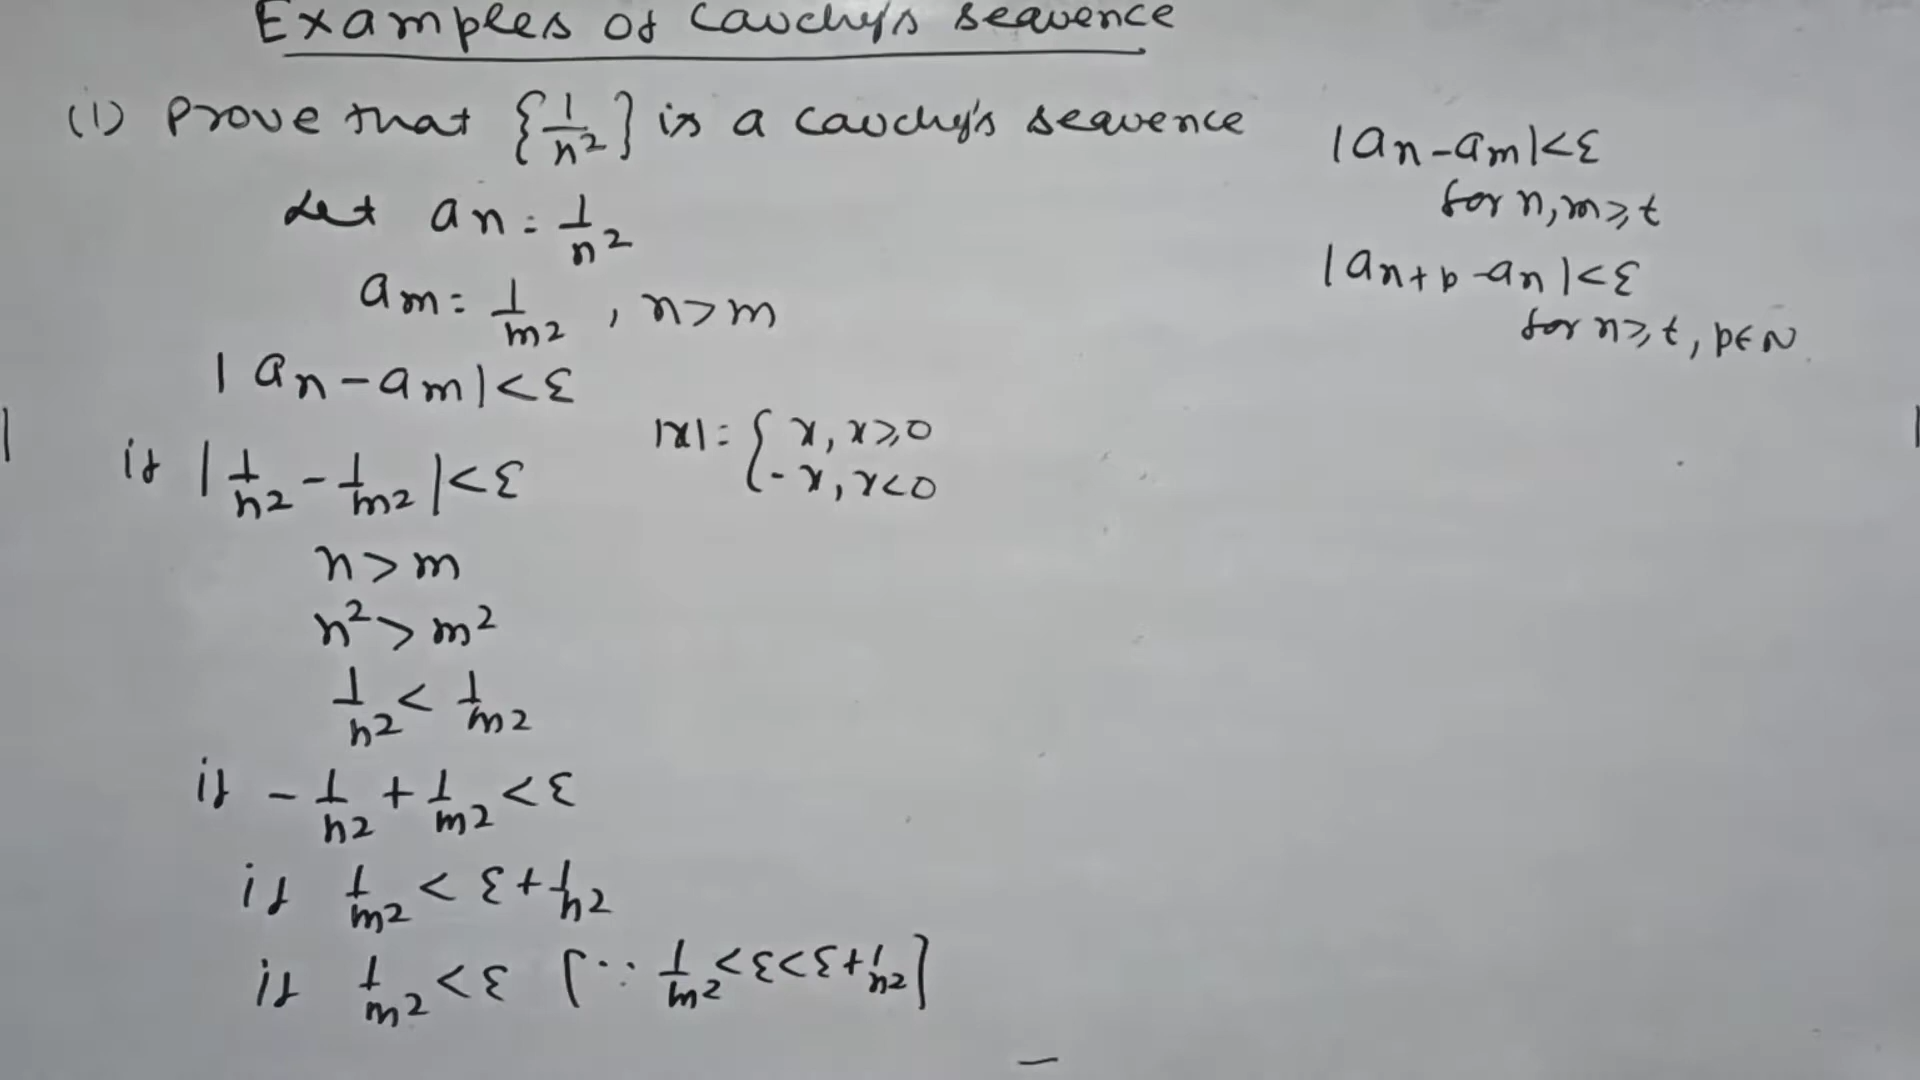 Examples of Cauchy's sequence
(1) Prove that {1/n²} is a Cauchy's sequence
Let an = 1/n²
am = 1/m² , n>m
|an-am|<ε
if |1/n² - 1/m²|<ε
n>m
n²>m²
1/n² < 1/m²
if -1/n² + 1/m² < ε
if 1/m² < ε + 1/n²
if 1/m² < ε [∵ 1/m² < ε < ε + 1/n²]
|x| = { x, x≥0
-x, x<0
|an-am|<ε
for n,m≥t
|an+p-an|<ε
for n≥t, p∈N